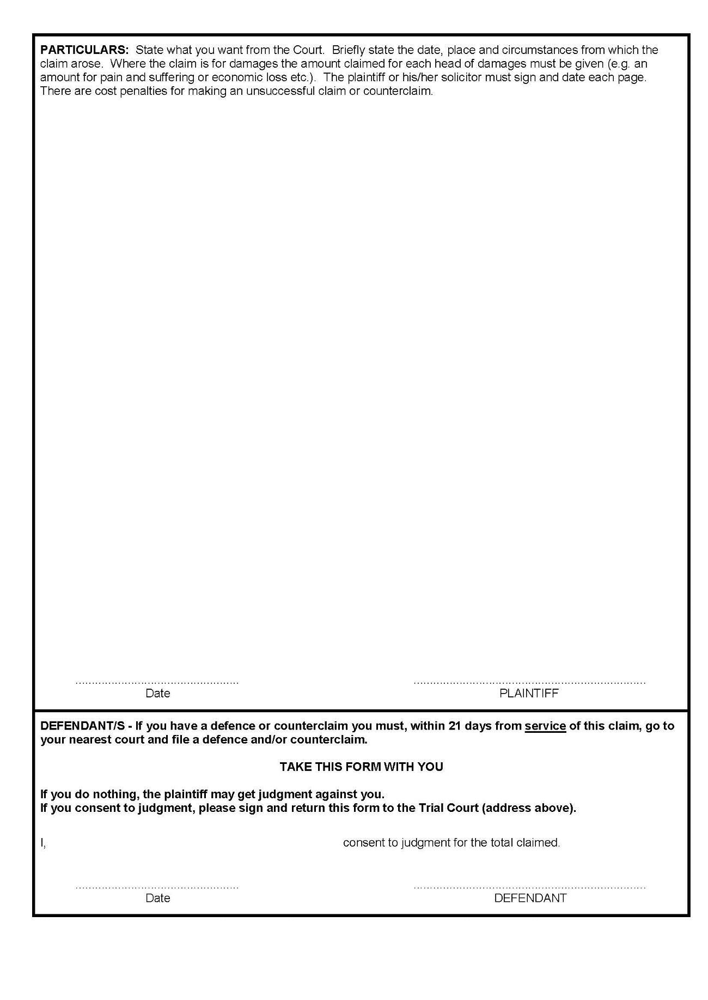 PARTICULARS:  State what you want from the Court.  Briefly state the date, place and circumstances from which the
claim arose.  Where the claim is for damages the amount claimed for each head of damages must be given (e.g. an
amount for pain and suffering or economic loss etc.).  The plaintiff or his/her solicitor must sign and date each page.
There are cost penalties for making an unsuccessful claim or counterclaim.
Date PLAINTIFF
DEFENDANT/S - If you have a defence or counterclaim you must, within 21 days from service of this claim, go to
your nearest court and file a defence and/or counterclaim.
TAKE THIS FORM WITH YOU
If you do nothing, the plaintiff may get judgment against you.
If you consent to judgment, please sign and return this form to the Trial Court (address above).
I, consent to judgment for the total claimed.
Date DEFENDANT